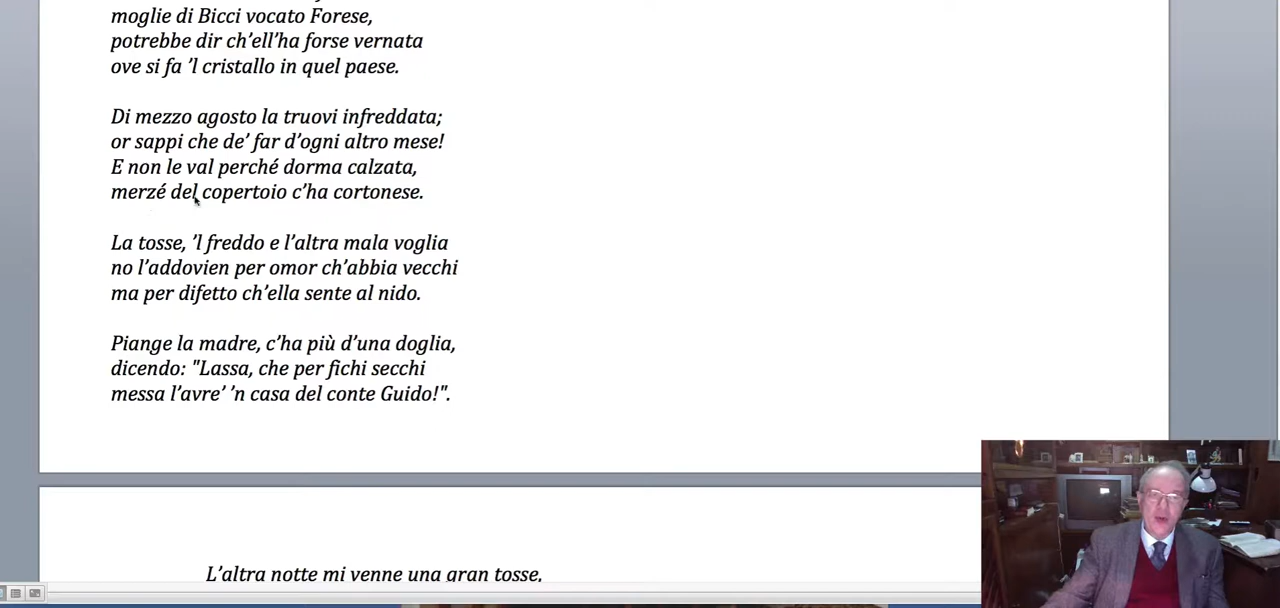 moglie di Bicci vocato Forese,
potrebbe dir ch’ell’ha forse vernata
ove si fa ’l cristallo in quel paese.
Di mezzo agosto la truovi infreddata;
or sappi che de’ far d’ogni altro mese!
E non le val perché dorma calzata,
merzé del copertoio c’ha cortonese.
La tosse, ’l freddo e l’altra mala voglia
no l’addovien per omor ch’abbia vecchi
ma per difetto ch’ella sente al nido.
Piange la madre, c’ha più d’una doglia,
dicendo: "Lassa, che per fichi secchi
messa l’avre’ ’n casa del conte Guido!".
L’altra notte mi venne una gran tosse,